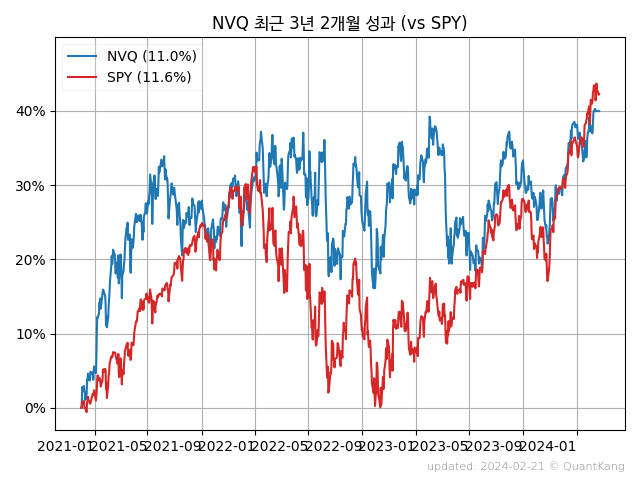 NVQ 최근 3년 2개월 성과 (vs SPY)
NVQ (11.0%)
SPY (11.6%)
40%
30%
20%
10%
0%
2021-01 2021-05 2021-09 2022-01 2022-05 2022-09 2023-01 2023-05 2023-09 2024-01
updated: 2024-02-21 © QuantKang